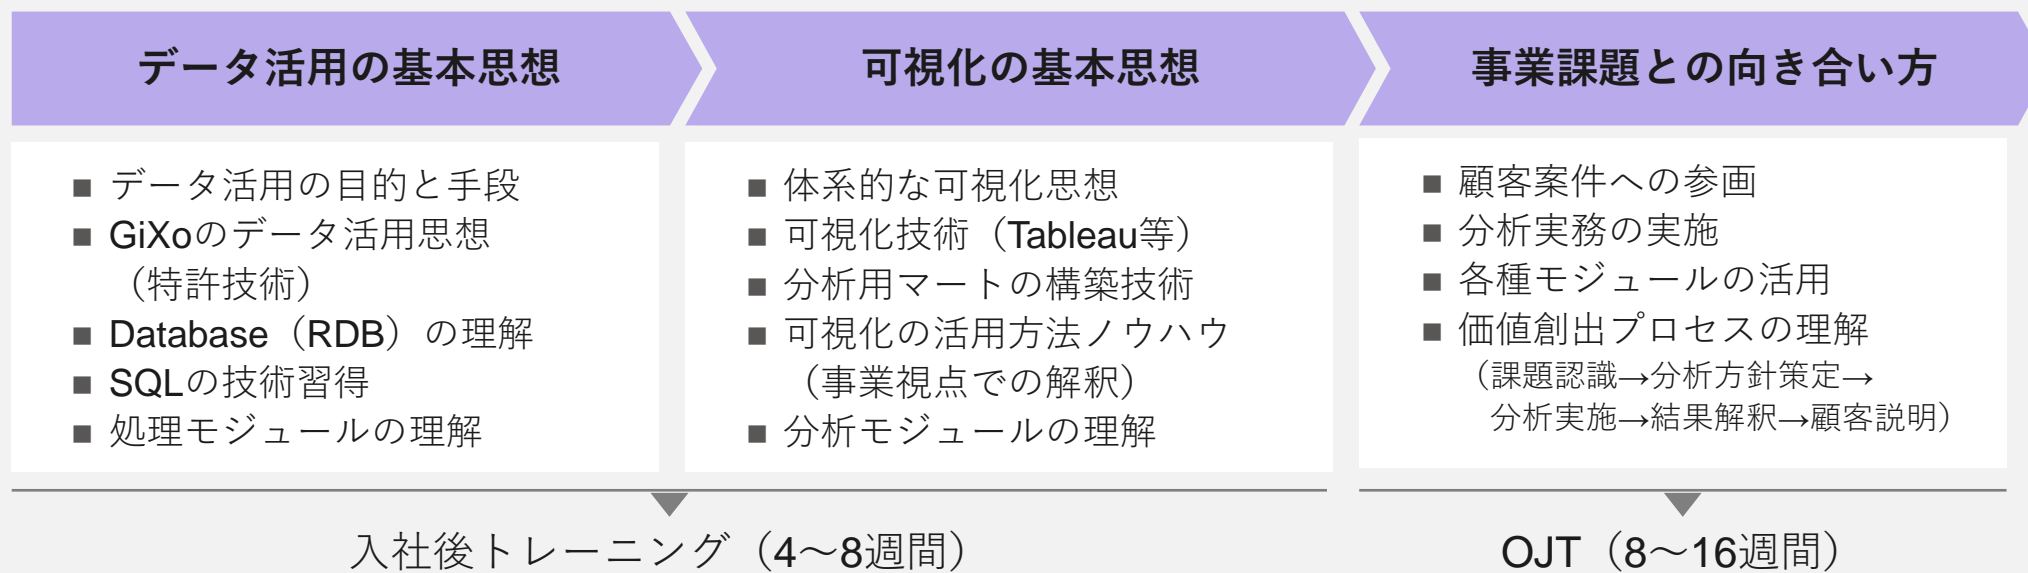 データ活用の基本思想
可視化の基本思想
事業課題との向き合い方
■ データ活用の目的と手段
■ GiXoのデータ活用思想
（特許技術）
■ Database（RDB）の理解
■ SQLの技術習得
■ 処理モジュールの理解
■ 体系的な可視化思想
■ 可視化技術（Tableau等）
■ 分析用マートの構築技術
■ 可視化の活用方法ノウハウ
（事業視点での解釈）
■ 分析モジュールの理解
■ 顧客案件への参画
■ 分析実務の実施
■ 各種モジュールの活用
■ 価値創出プロセスの理解
（課題認識→分析方針策定→
分析実施→結果解釈→顧客説明）
入社後トレーニング（4～8週間）
OJT（8～16週間）